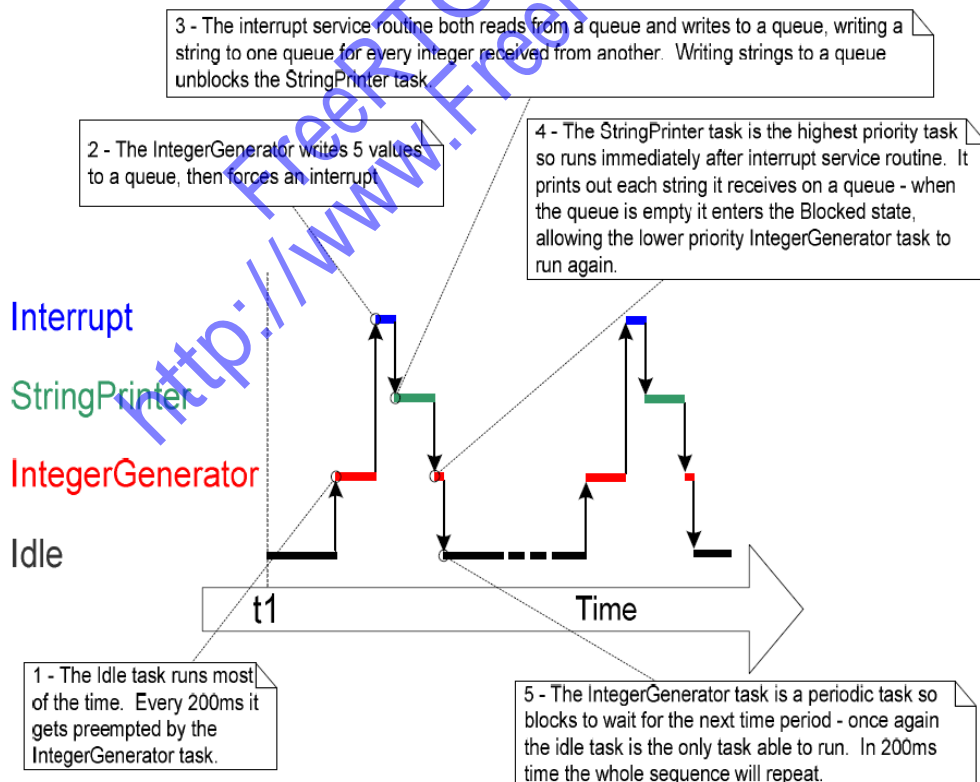 3 - The interrupt service routine both reads from a queue and writes to a queue, writing a
string to one queue for every integer received from another. Writing strings to a queue
unblocks the StringPrinter task.
2 - The IntegerGenerator writes 5 values
to a queue, then forces an interrupt
4 - The StringPrinter task is the highest priority task
so runs immediately after interrupt service routine. It
prints out each string it receives on a queue - when
the queue is empty it enters the Blocked state,
allowing the lower priority IntegerGenerator task to
run again.
FreeRTO
http://www.Freer
Interrupt
StringPrinter
IntegerGenerator
Idle
t1
Time
1 - The Idle task runs most
of the time. Every 200ms it
gets preempted by the
IntegerGenerator task.
5 - The IntegerGenerator task is a periodic task so
blocks to wait for the next time period - once again
the idle task is the only task able to run. In 200ms
time the whole sequence will repeat.